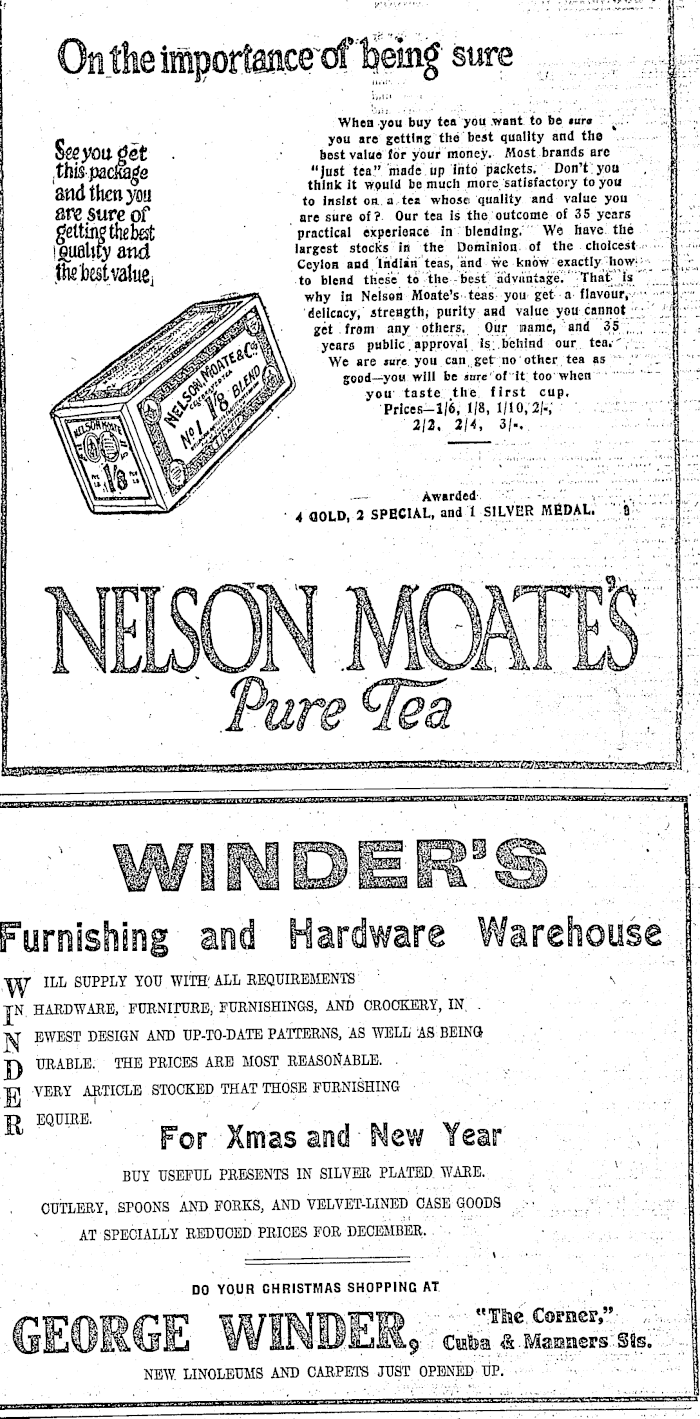 On the importance of being sure
See you get
this package
and then you
are sure of
getting the best
quality and
the best value
NELSON, MOATE & Co
No 1 1/8 BLEND
NELSON MOATE
1/8
When you buy tea you want to be sure
you are getting the best quality and the
best value for your money. Most brands are
"just tea" made up into packets. Don't you
think it would be much more satisfactory to you
to insist on a tea whose quality and value you
are sure of? Our tea is the outcome of 35 years
practical experience in blending. We have the
largest stocks in the Dominion of the choicest
Ceylon and Indian teas, and we know exactly how
to blend these to the best advantage. That is
why in Nelson Moate's teas you get a flavour,
delicacy, strength, purity and value you cannot
get from any others. Our name, and 35
years public approval is behind our tea.
We are sure you can get no other tea as
good—you will be sure of it too when
you taste the first cup.
Prices—1/6, 1/8, 1/10, 2/-,
2/2, 2/4, 3/-.
Awarded
4 GOLD, 2 SPECIAL, and 1 SILVER MEDAL.
NELSON MOATE'S
Pure Tea
WINDER'S
Furnishing and Hardware Warehouse
WILL SUPPLY YOU WITH ALL REQUIREMENTS
IN HARDWARE, FURNITURE, FURNISHINGS, AND CROCKERY, IN
NEWEST DESIGN AND UP-TO-DATE PATTERNS, AS WELL AS BEING
DURABLE. THE PRICES ARE MOST REASONABLE.
EVERY ARTICLE STOCKED THAT THOSE FURNISHING
REQUIRE.
For Xmas and New Year
BUY USEFUL PRESENTS IN SILVER PLATED WARE.
CUTLERY, SPOONS AND FORKS, AND VELVET-LINED CASE GOODS
AT SPECIALLY REDUCED PRICES FOR DECEMBER.
DO YOUR CHRISTMAS SHOPPING AT
GEORGE WINDER, "The Corner,"
Cuba & Manners Sts.
NEW LINOLEUMS AND CARPETS JUST OPENED UP.